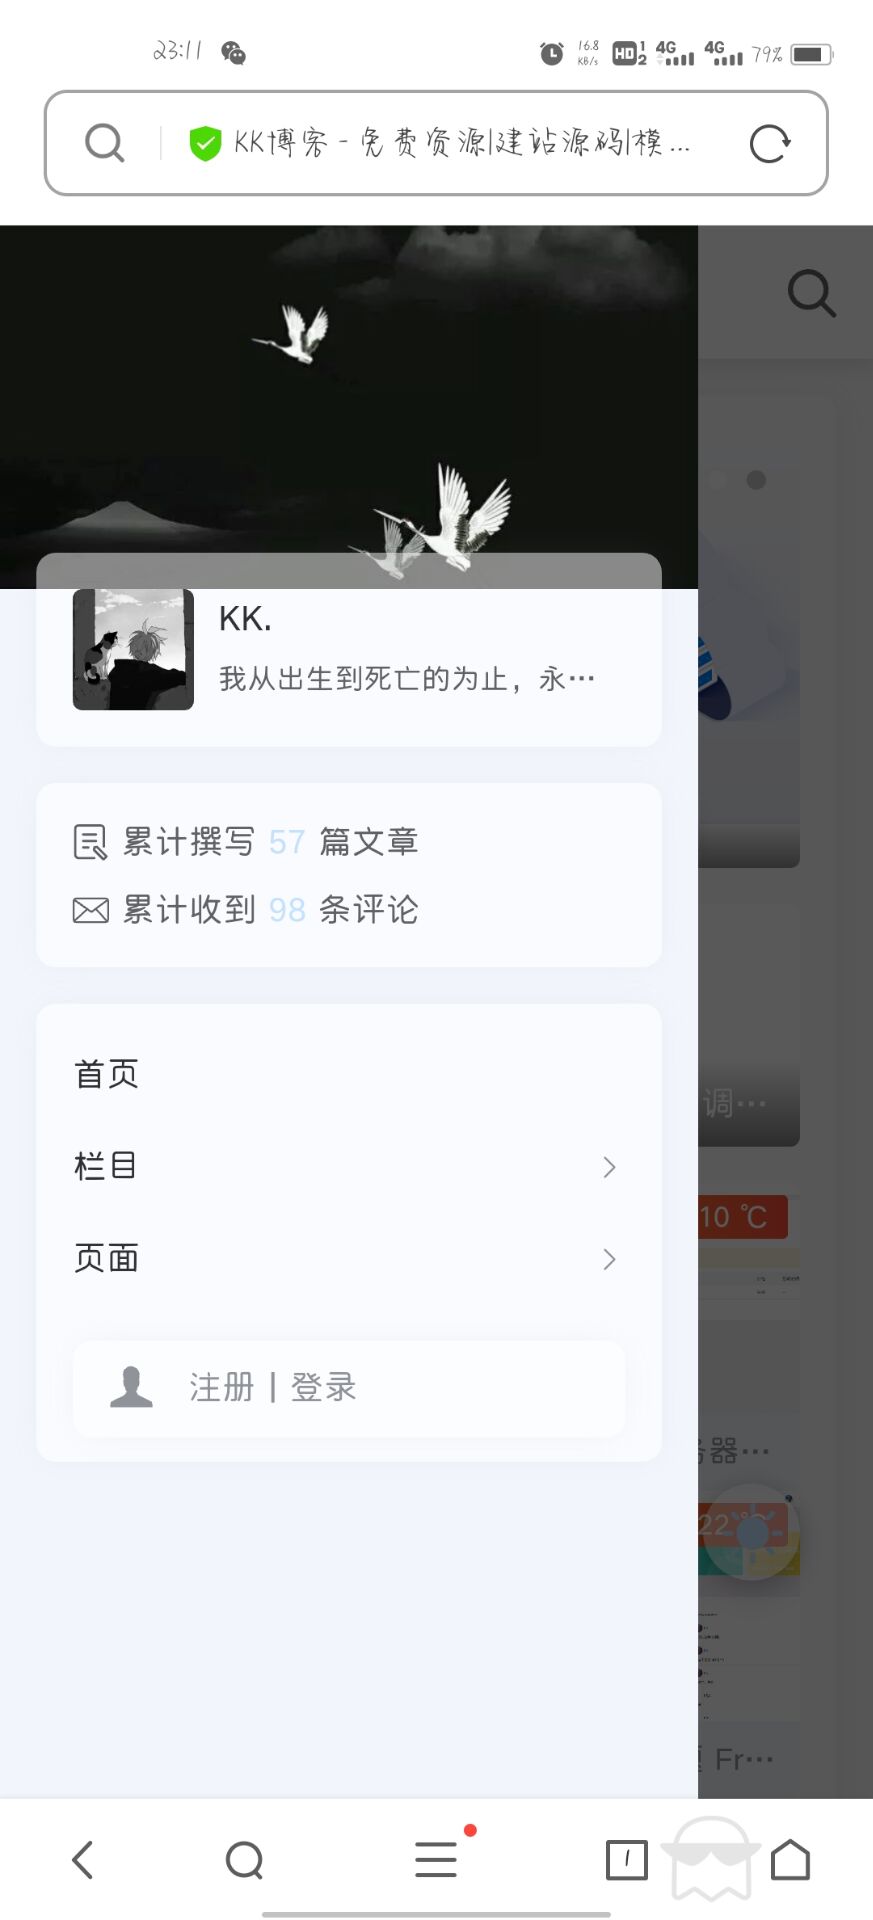 23:11
16.8 KB/s HD 1 2 4G 4G 79%
KK博客 - 免费资源|建站源码|模...
KK.
我从出生到死亡的为止，永···
累计撰写 57 篇文章
累计收到 98 条评论
首页
栏目
调···
页面
10 ℃
注册 | 登录
器···
22 ℃
Fr···
1